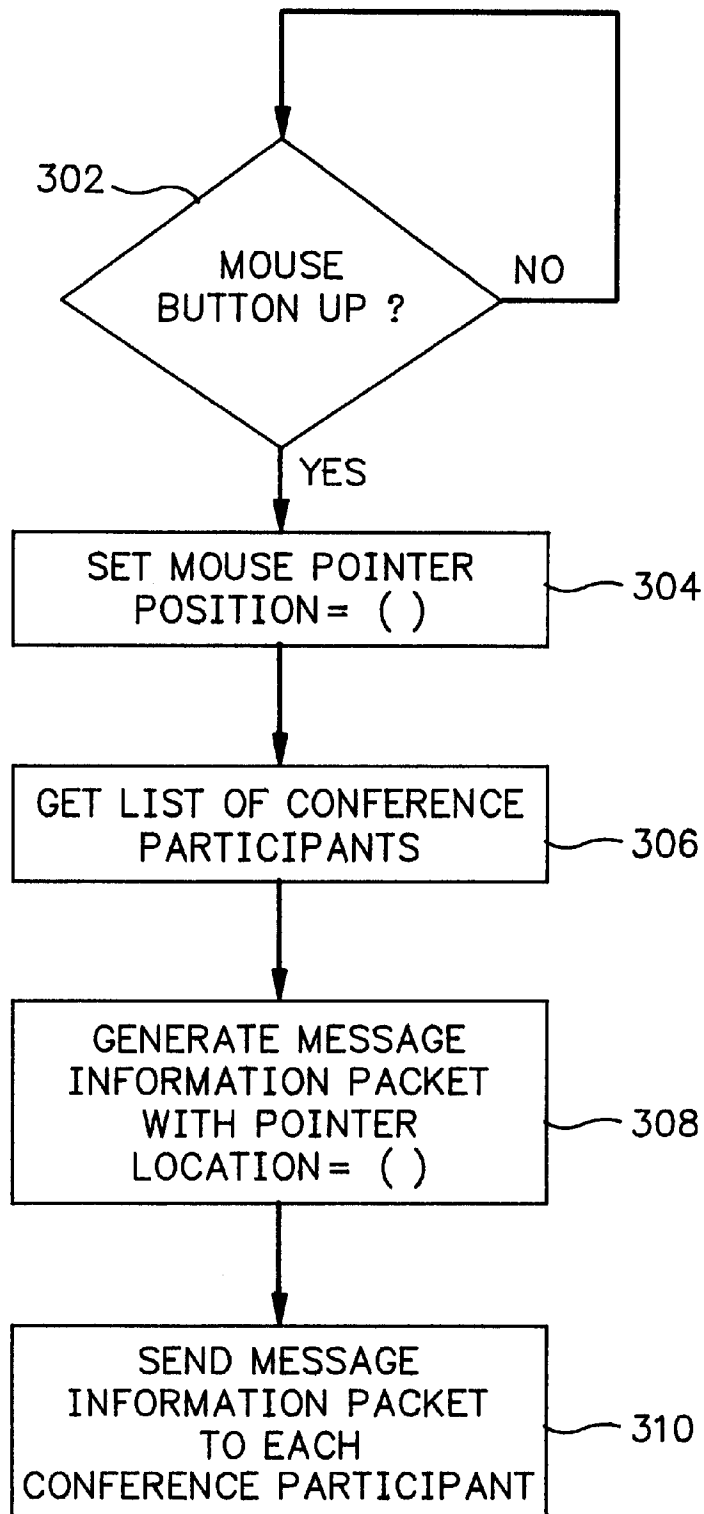 302
MOUSE
BUTTON UP ?
NO
YES
SET MOUSE POINTER
POSITION = ( )
304
GET LIST OF CONFERENCE
PARTICIPANTS
306
GENERATE MESSAGE
INFORMATION PACKET
WITH POINTER
LOCATION = ( )
308
SEND MESSAGE
INFORMATION PACKET
TO EACH
CONFERENCE PARTICIPANT
310